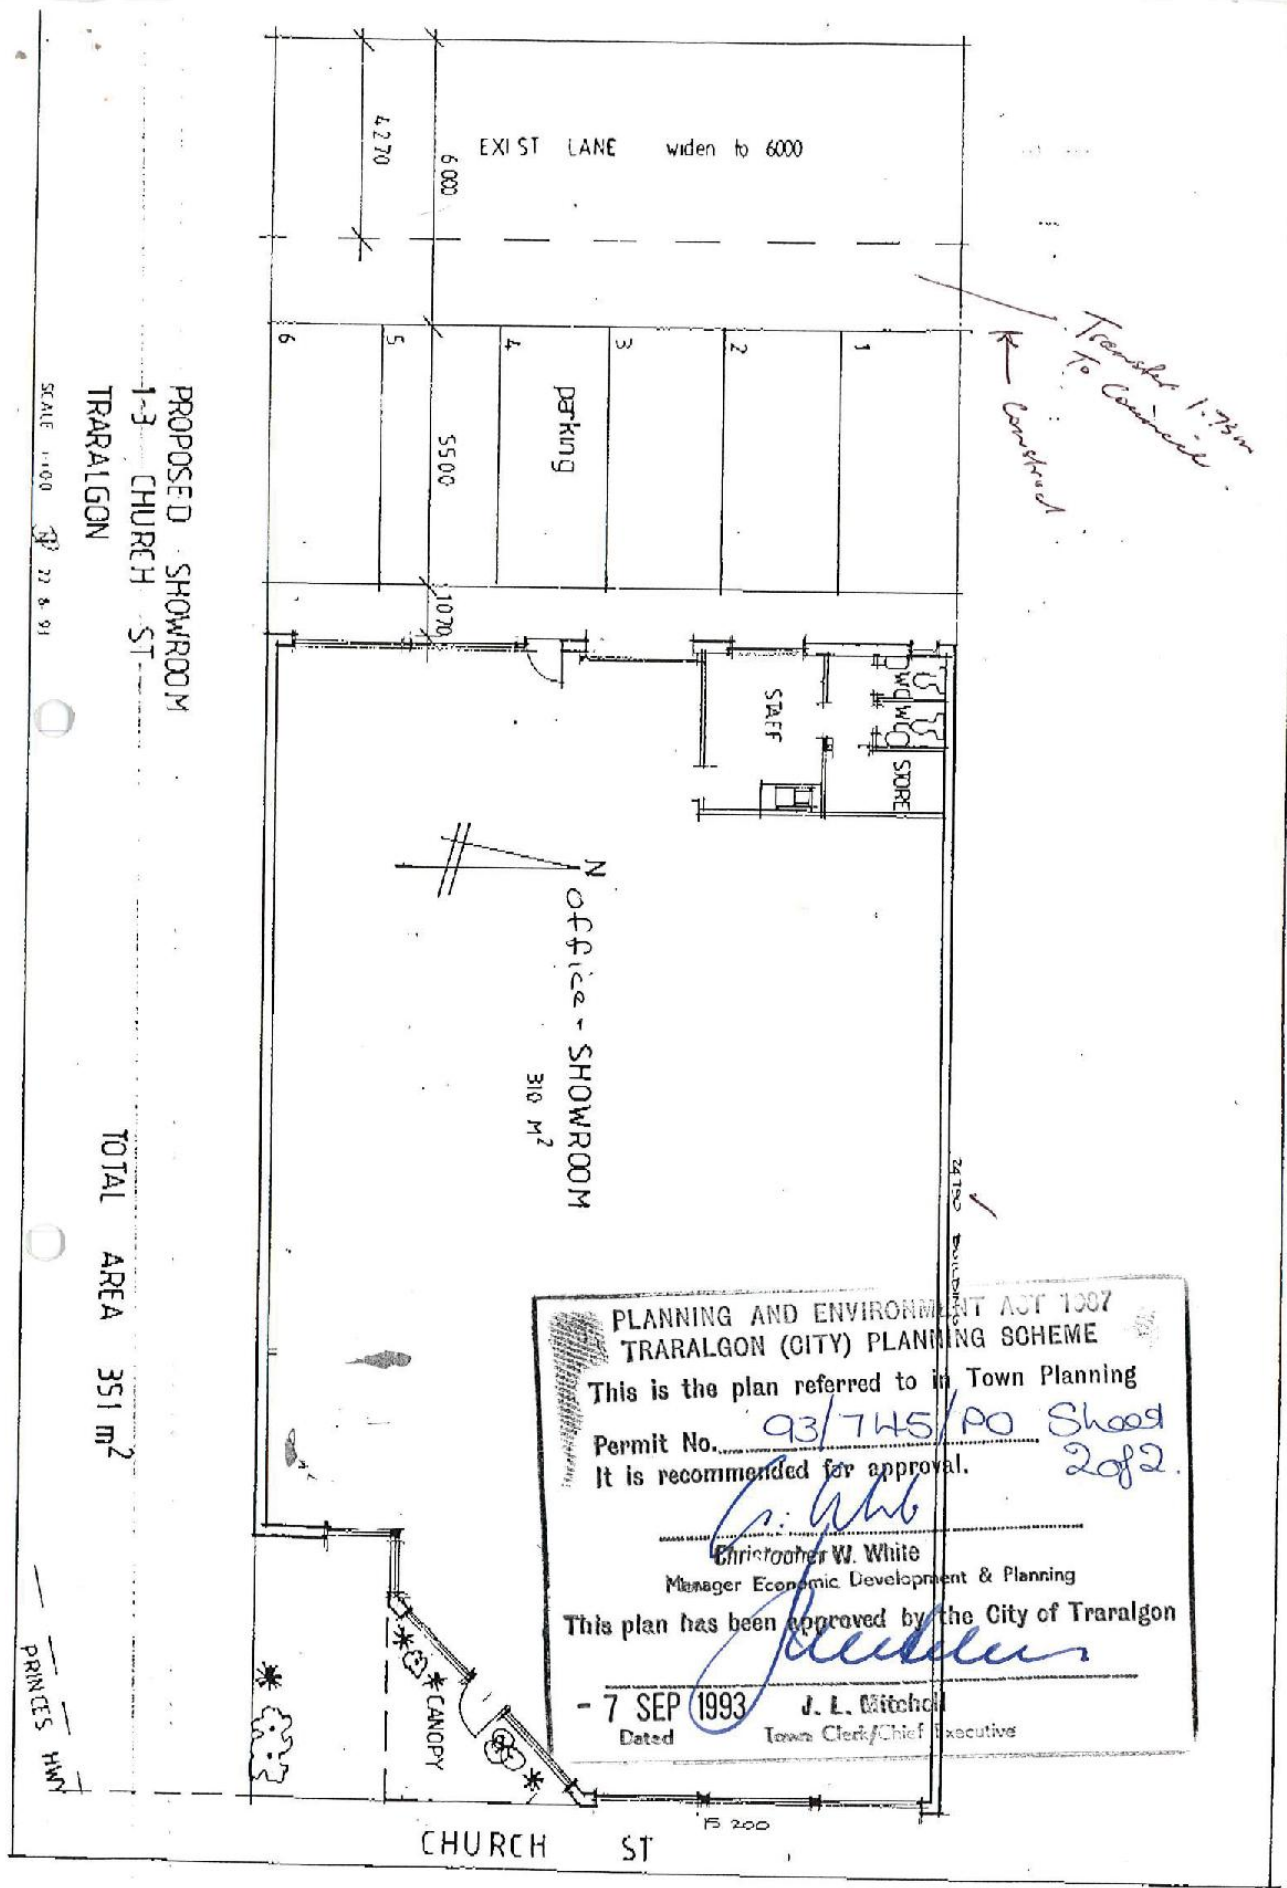 EXIST LANE widen to 6000
4270
6000
Transfer 1.73m
To Council
Construct
1
2
3
4
5
6
parking
5500
1070
WC WC
STORE
STAFF
N
office - SHOWROOM
310 M²
24790 BUILDING
PROPOSED SHOWROOM
1-3 CHURCH ST
TRARALGON
SCALE 1:100
TOTAL AREA 351 m²
PLANNING AND ENVIRONMENT ACT 1987
TRARALGON (CITY) PLANNING SCHEME
This is the plan referred to in Town Planning
Permit No. 93/745/PO Sheet
2 of 2.
It is recommended for approval.
Christopher W. White
Manager Economic Development & Planning
This plan has been approved by the City of Traralgon
- 7 SEP 1993
J. L. Mitchell
Dated
Town Clerk/Chief Executive
CANOPY
15 200
CHURCH ST
PRINCES HWY